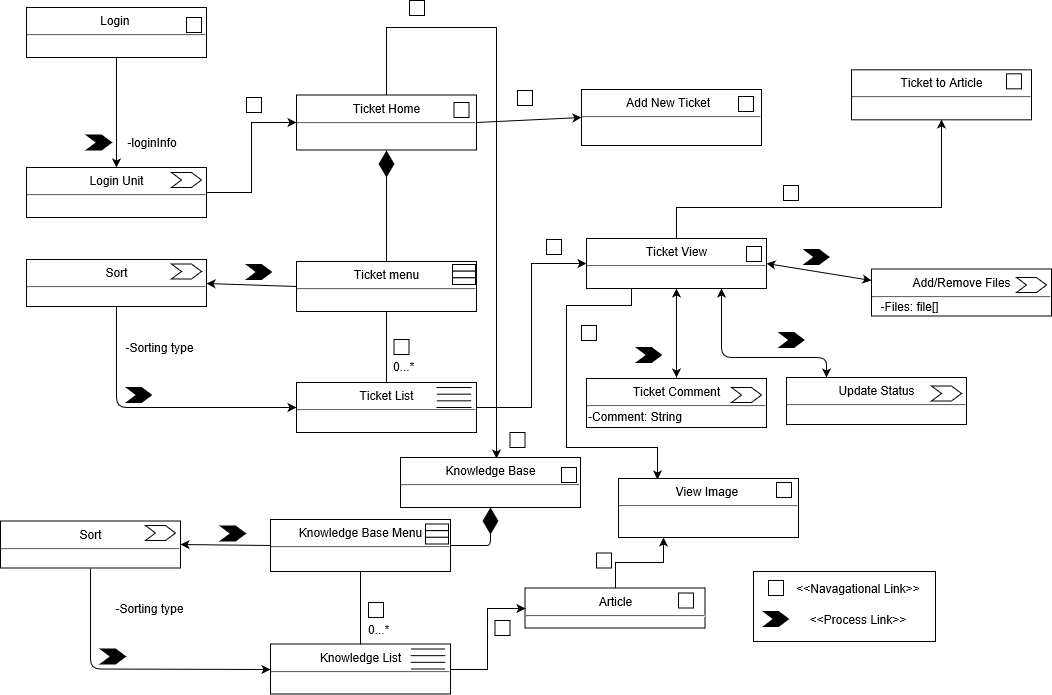 Login
Ticket to Article
Ticket Home
Add New Ticket
-loginInfo
Login Unit
Ticket View
Sort
Ticket menu
Add/Remove Files
-Files: file[]
-Sorting type
0...*
Ticket List
Ticket Comment
-Comment: String
Update Status
Knowledge Base
View Image
Sort
Knowledge Base Menu
-Sorting type
0...*
Article
Knowledge List
<<Navagational Link>>
<<Process Link>>